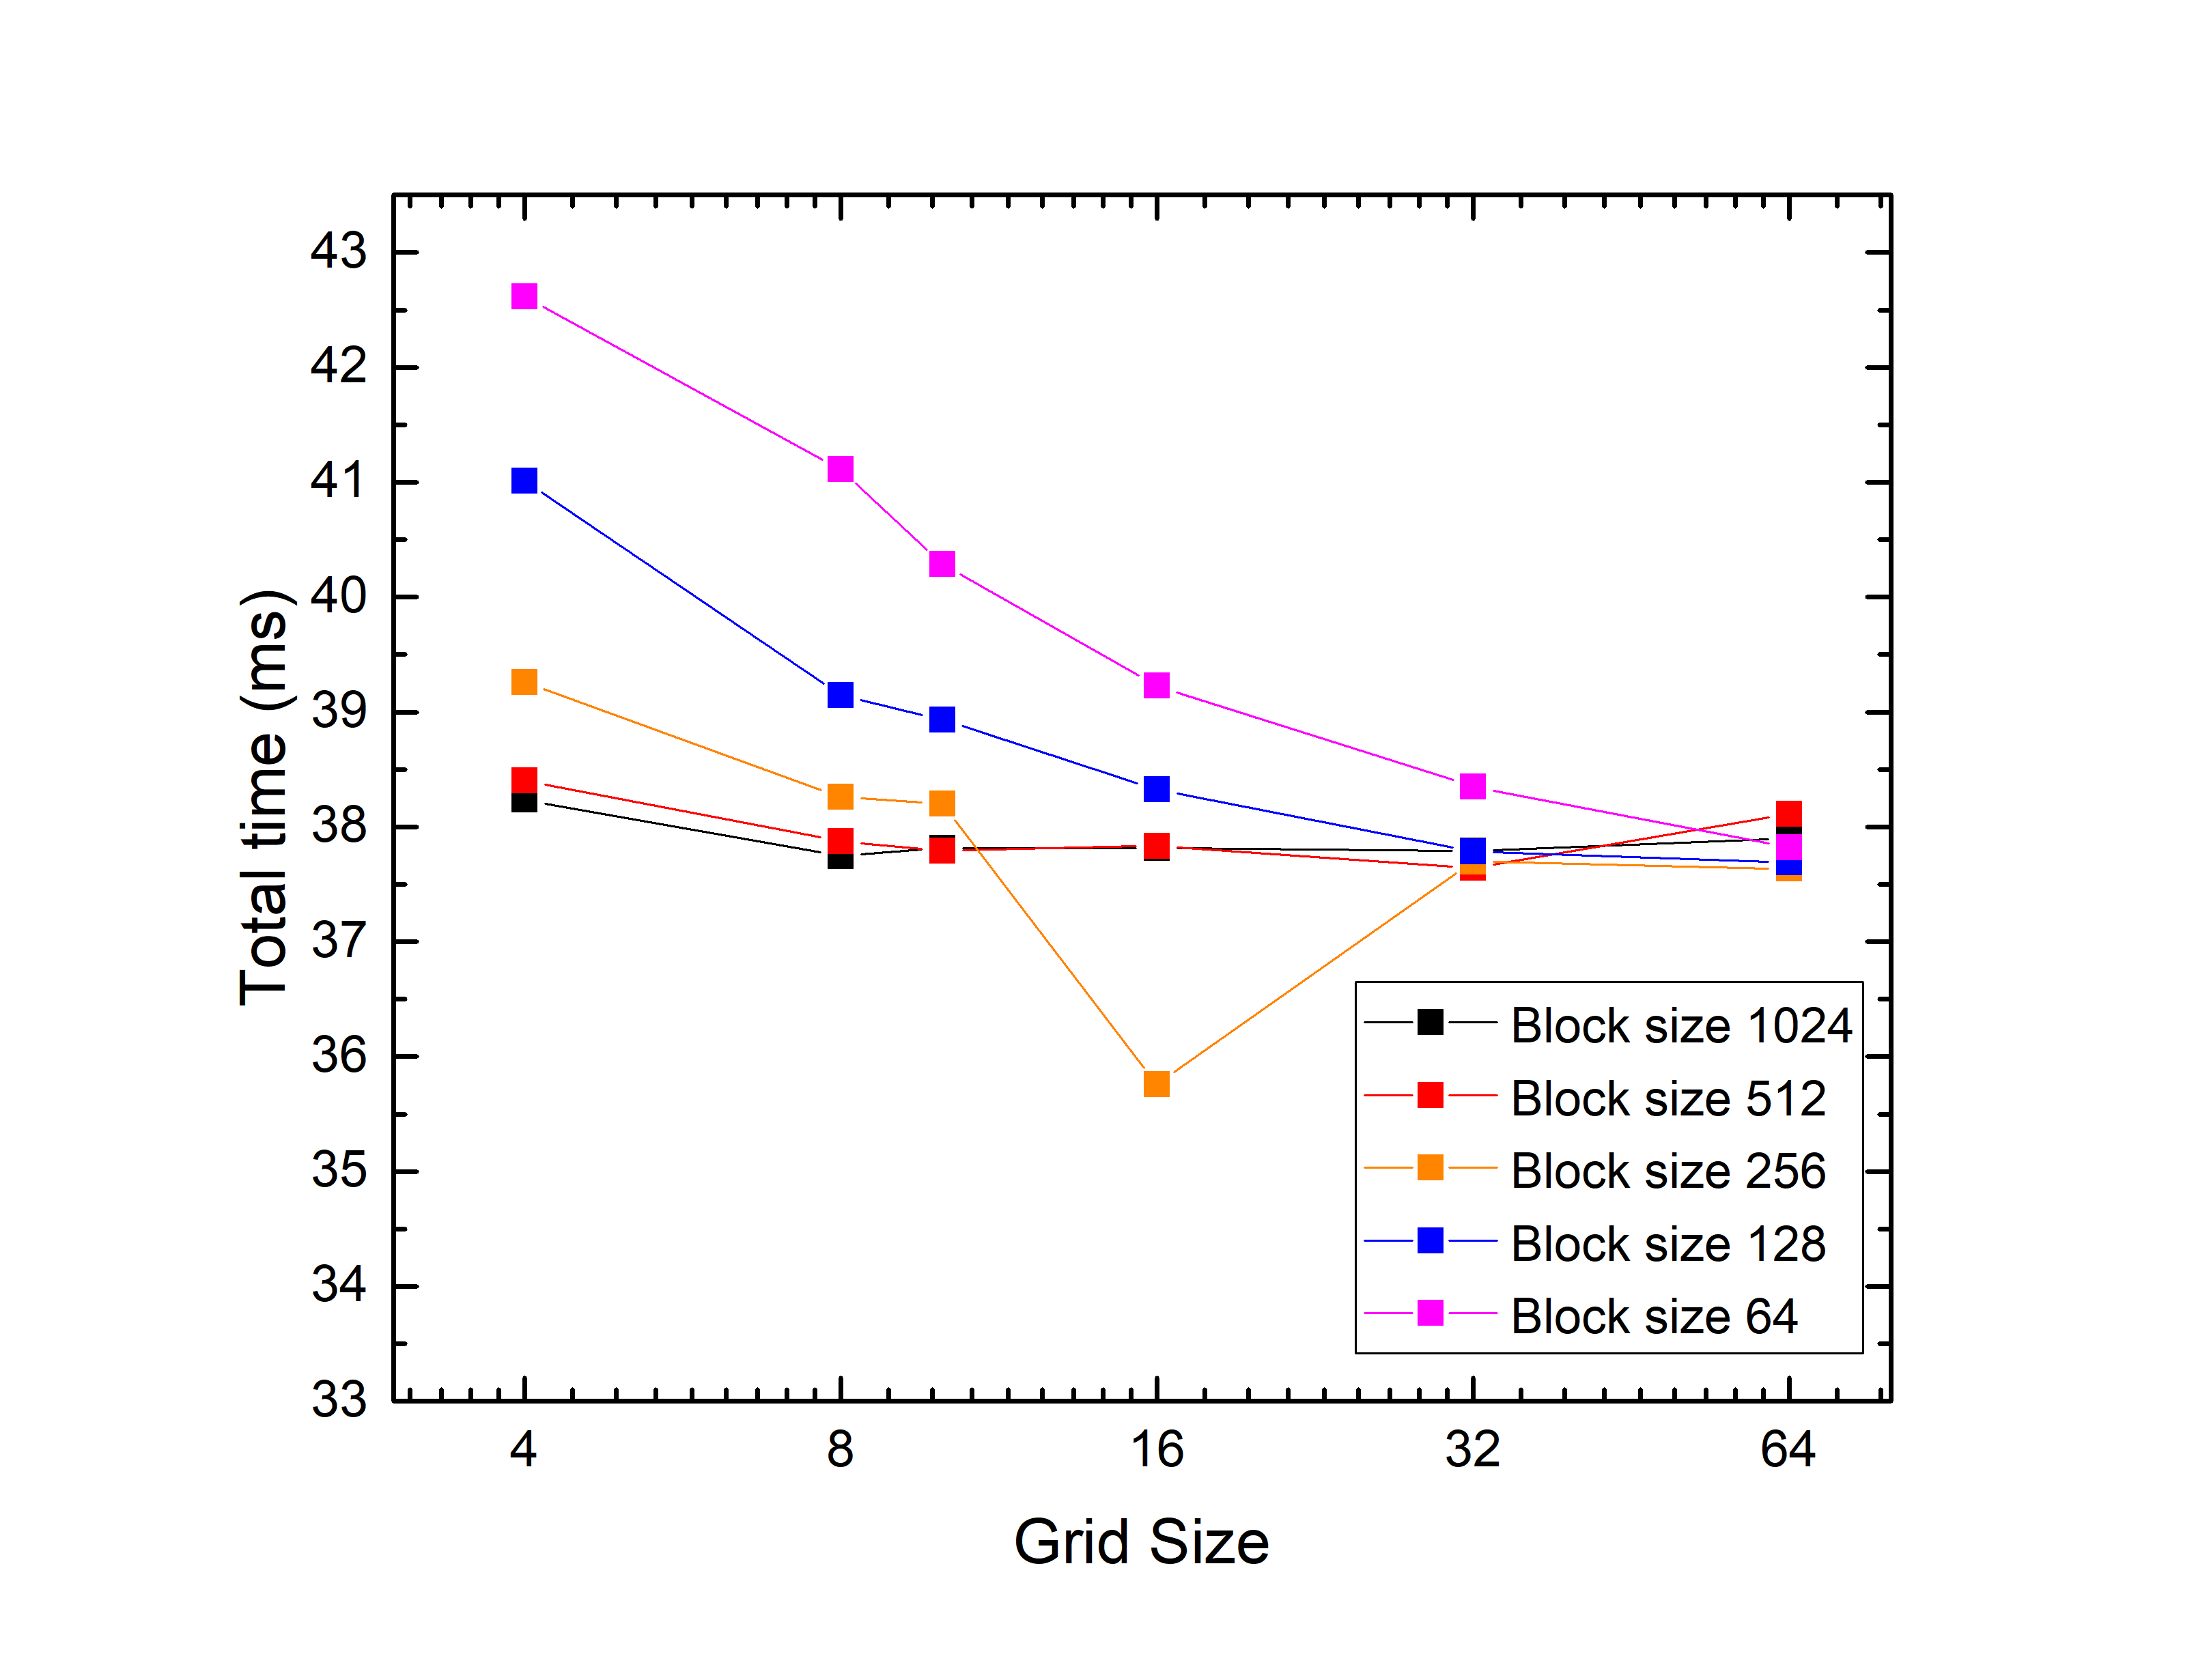 Total time (ms)
43
42
41
40
39
38
37
36
35
34
33
4 8 16 32 64
Grid Size
Block size 1024
Block size 512
Block size 256
Block size 128
Block size 64